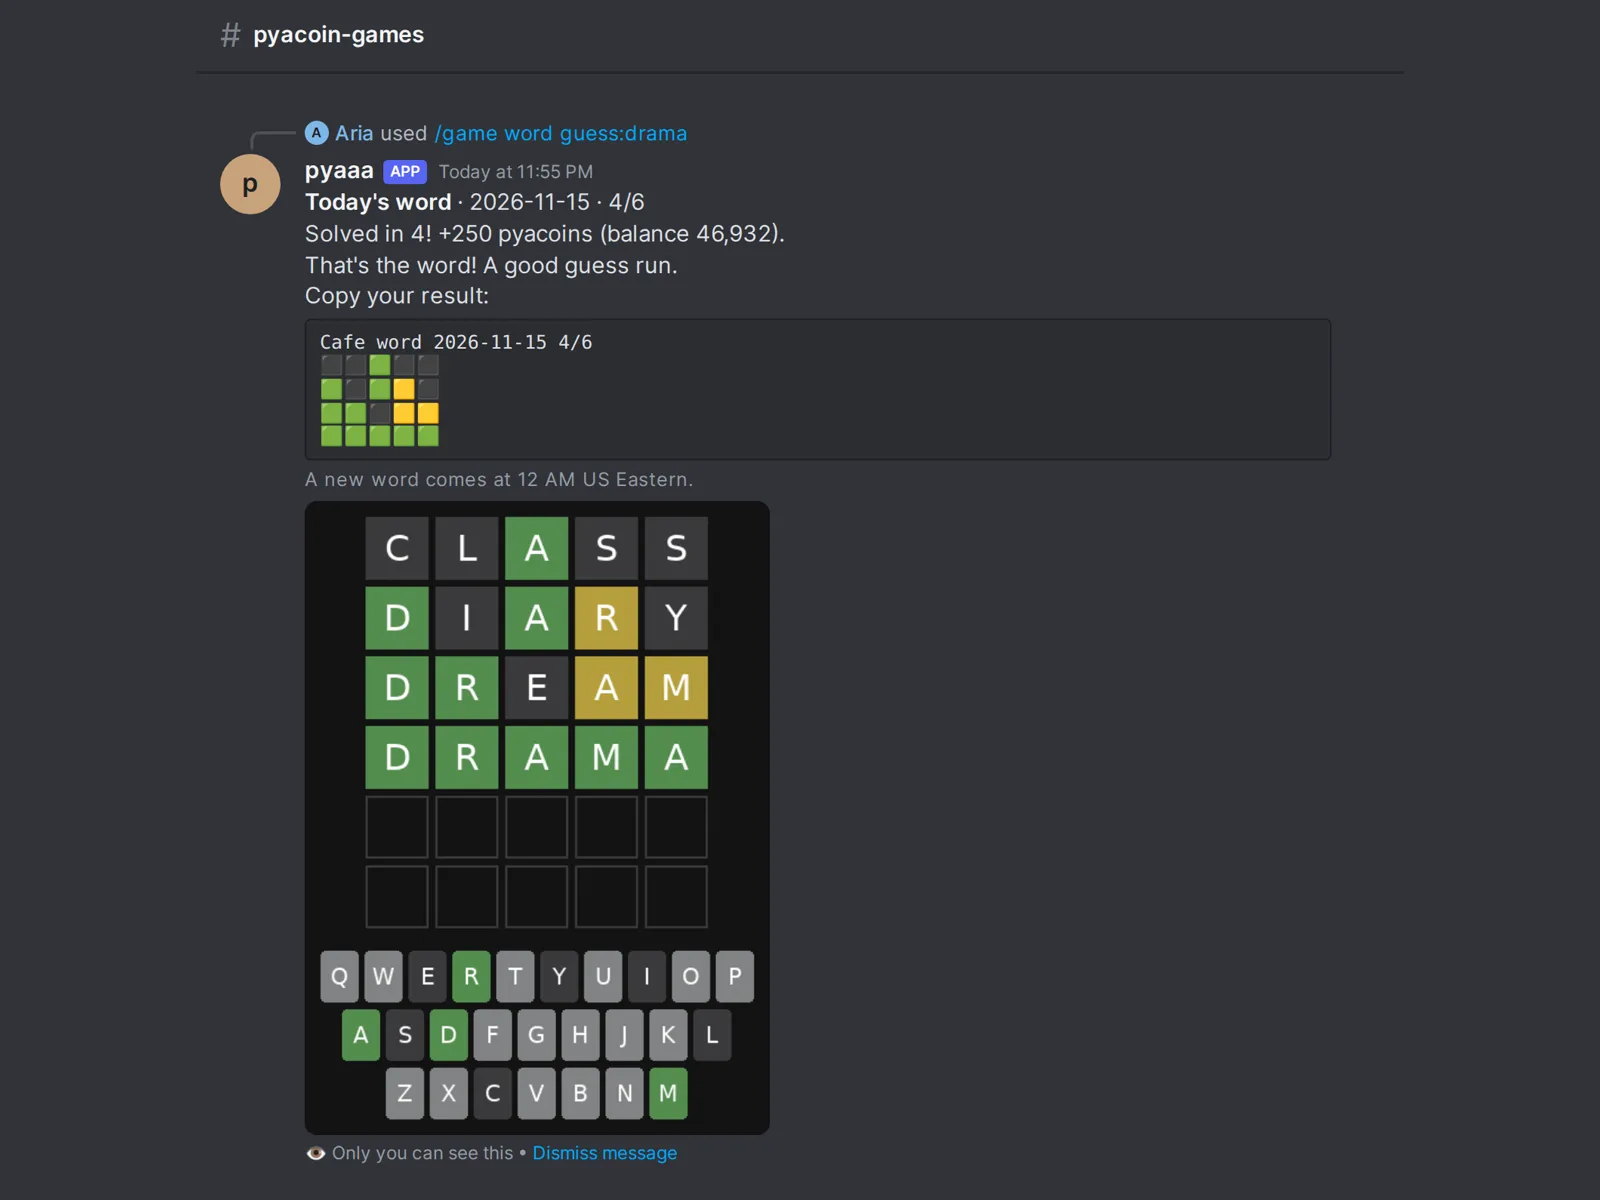 # pyacoin-games
A Aria used /game word guess:drama
p
pyaaa APP Today at 11:55 PM
Today's word · 2026-11-15 · 4/6
Solved in 4! +250 pyacoins (balance 46,932).
That's the word! A good guess run.
Copy your result:
Cafe word 2026-11-15 4/6
⬛⬛🟩⬛⬛
🟩⬛🟩🟨⬛
🟩🟩⬛🟨🟨
🟩🟩🟩🟩🟩
A new word comes at 12 AM US Eastern.
C L A S S
D I A R Y
D R E A M
D R A M A
Q W E R T Y U I O P
A S D F G H J K L
Z X C V B N M
👁️ Only you can see this • Dismiss message